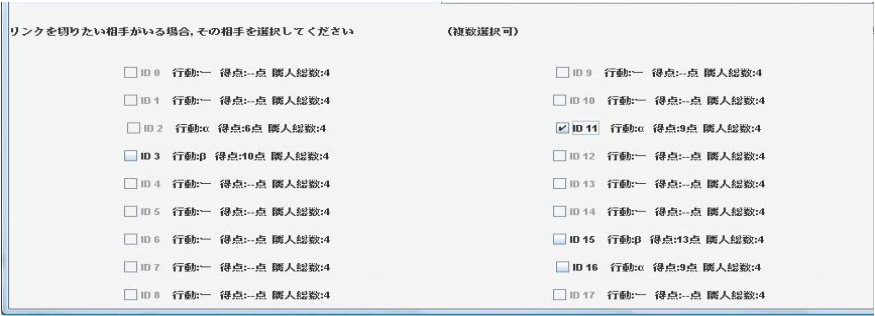 リンクを切りたい相手がいる場合,その相手を選択してください (複数選択可)
ID 0 行動:ー 得点:--点 隣人総数:4
ID 1 行動:ー 得点:--点 隣人総数:4
ID 2 行動:α 得点:6点 隣人総数:4
ID 3 行動:β 得点:10点 隣人総数:4
ID 4 行動:ー 得点:--点 隣人総数:4
ID 5 行動:ー 得点:--点 隣人総数:4
ID 6 行動:ー 得点:--点 隣人総数:4
ID 7 行動:ー 得点:--点 隣人総数:4
ID 8 行動:ー 得点:--点 隣人総数:4
ID 9 行動:ー 得点:--点 隣人総数:4
ID 10 行動:ー 得点:--点 隣人総数:4
ID 11 行動:α 得点:9点 隣人総数:4
ID 12 行動:ー 得点:--点 隣人総数:4
ID 13 行動:ー 得点:--点 隣人総数:4
ID 14 行動:ー 得点:--点 隣人総数:4
ID 15 行動:β 得点:13点 隣人総数:4
ID 16 行動:α 得点:9点 隣人総数:4
ID 17 行動:ー 得点:--点 隣人総数:4